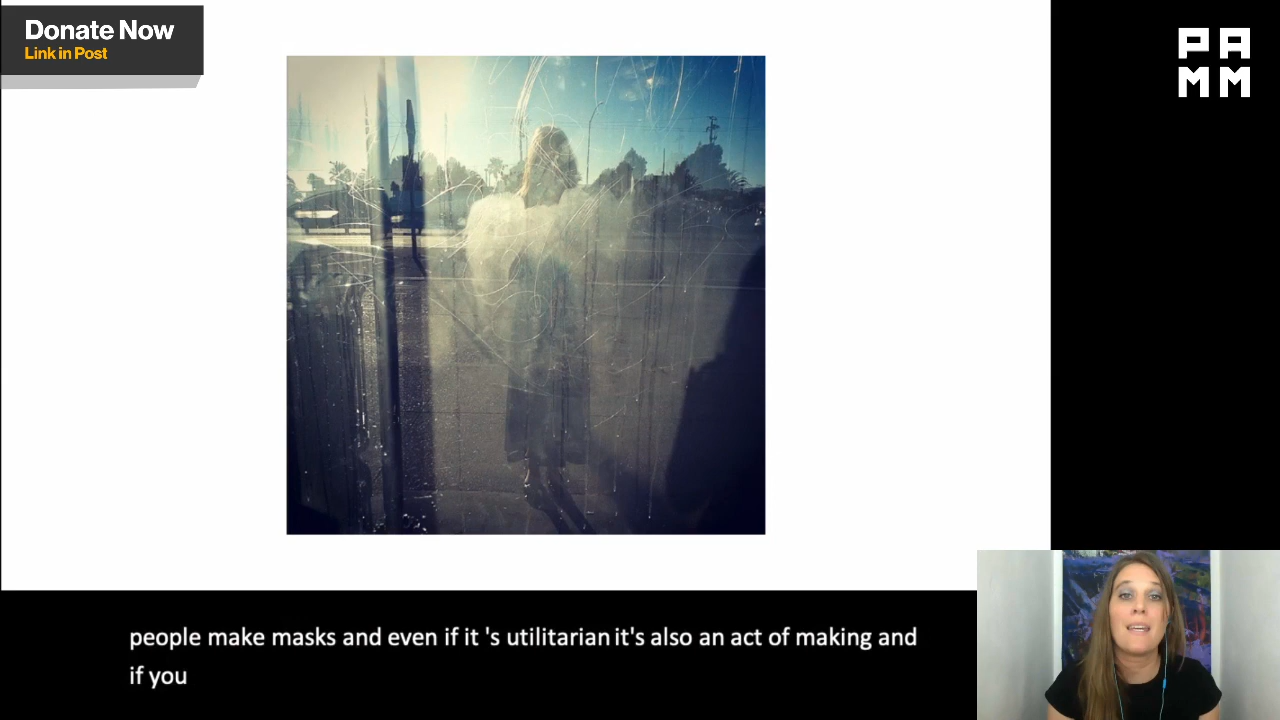 Donate Now
Link in Post
PA
MM
people make masks and even if it 's utilitarian it's also an act of making and
if you